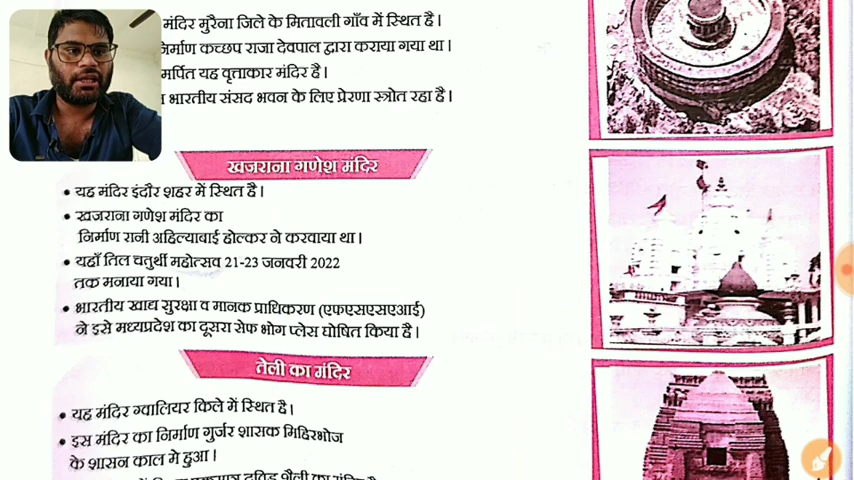 मंदिर मुरैना जिले के मितावली गाँव में स्थित है।
निर्माण कच्छप राजा देवपाल द्वारा कराया गया था।
यह वृत्ताकार मंदिर है।
भारतीय संसद भवन के लिए प्रेरणा स्त्रोत रहा है।
खजराना गणेश मंदिर
• यह मंदिर इंदौर शहर में स्थित है।
• खजराना गणेश मंदिर का
निर्माण रानी अहिल्याबाई होल्कर ने करवाया था।
• यहाँ तिल चतुर्थी महोत्सव 21-23 जनवरी 2022
तक मनाया गया।
• भारतीय खाद्य सुरक्षा व मानक प्राधिकरण (एफएसएसएआई)
ने इसे मध्यप्रदेश का दूसरा सेफ भोग प्लेस घोषित किया है।
तेली का मंदिर
• यह मंदिर ग्वालियर किले में स्थित है।
• इस मंदिर का निर्माण गुर्जर शासक मिहिरभोज
के शासन काल मे हुआ।